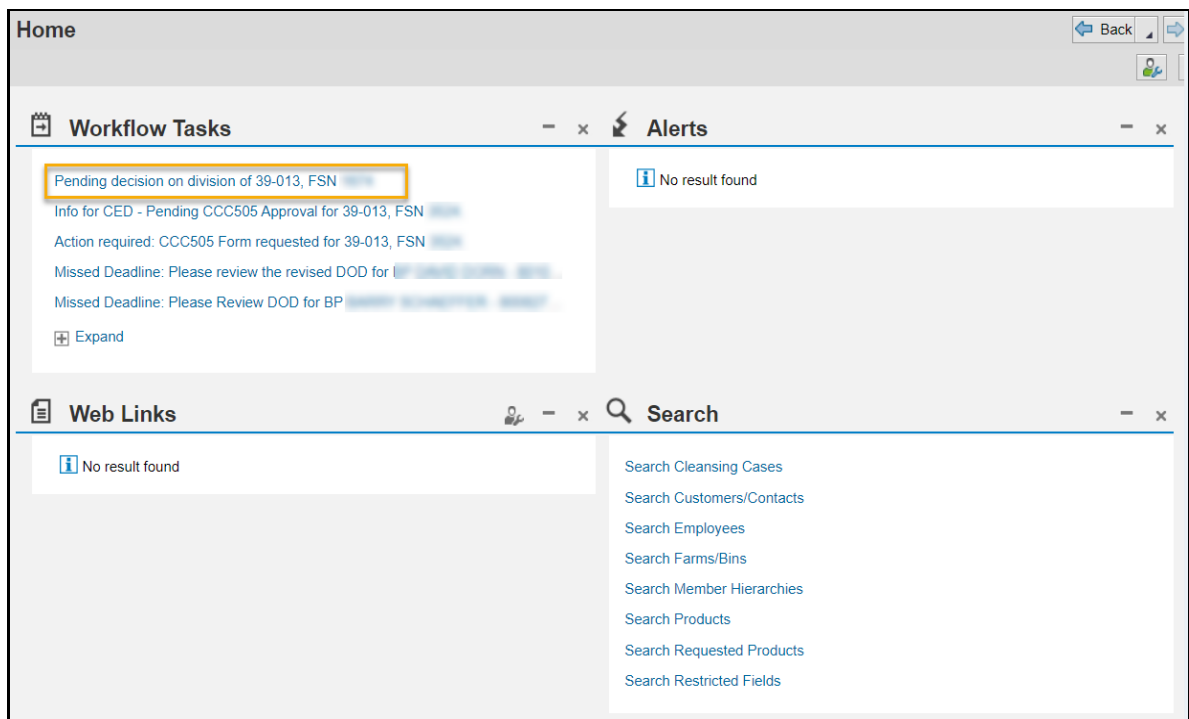 Home
Back
Workflow Tasks
Pending decision on division of 39-013, FSN
Info for CED - Pending CCC505 Approval for 39-013, FSN
Action required: CCC505 Form requested for 39-013, FSN
Missed Deadline: Please review the revised DOD for
Missed Deadline: Please Review DOD for BP
Expand
Alerts
No result found
Web Links
No result found
Search
Search Cleansing Cases
Search Customers/Contacts
Search Employees
Search Farms/Bins
Search Member Hierarchies
Search Products
Search Requested Products
Search Restricted Fields